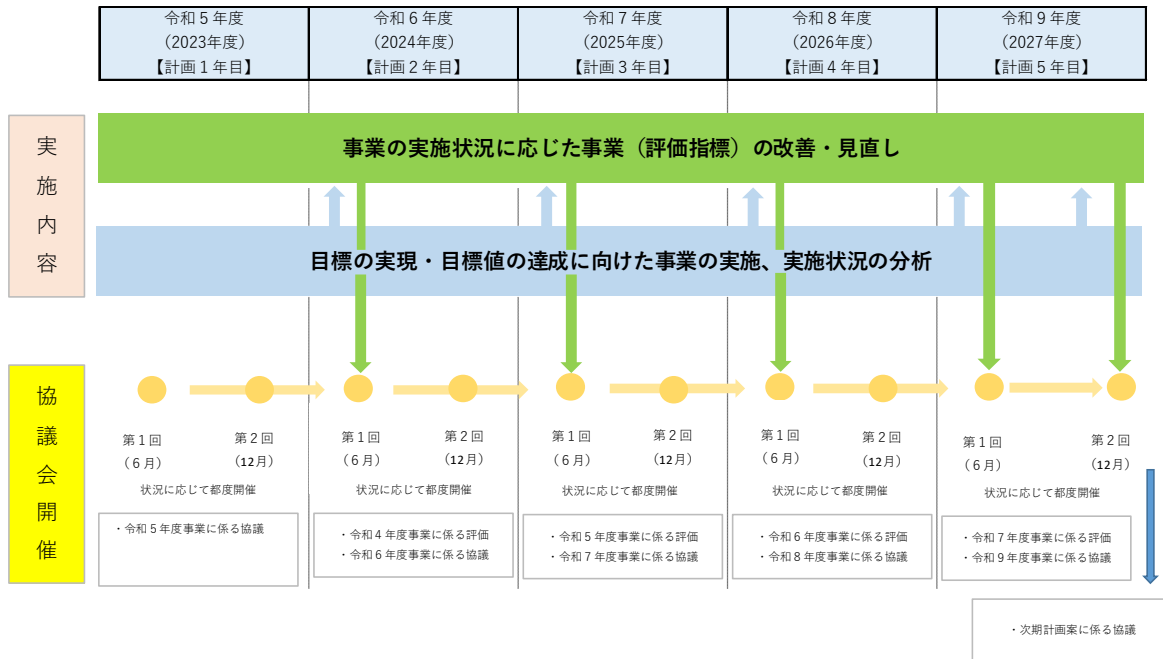 令和５年度
（2023年度）
【計画１年目】
令和６年度
（2024年度）
【計画２年目】
令和７年度
（2025年度）
【計画３年目】
令和８年度
（2026年度）
【計画４年目】
令和９年度
（2027年度）
【計画５年目】
実施内容
事業の実施状況に応じた事業（評価指標）の改善・見直し
目標の実現・目標値の達成に向けた事業の実施、実施状況の分析
協議会開催
第１回
（６月）
第２回
（12月）
状況に応じて都度開催
・令和５年度事業に係る協議
第１回
（６月）
第２回
（12月）
状況に応じて都度開催
・令和４年度事業に係る評価
・令和６年度事業に係る協議
第１回
（６月）
第２回
（12月）
状況に応じて都度開催
・令和５年度事業に係る評価
・令和７年度事業に係る協議
第１回
（６月）
第２回
（12月）
状況に応じて都度開催
・令和６年度事業に係る評価
・令和８年度事業に係る協議
第１回
（６月）
第２回
（12月）
状況に応じて都度開催
・令和７年度事業に係る評価
・令和９年度事業に係る協議
・次期計画案に係る協議